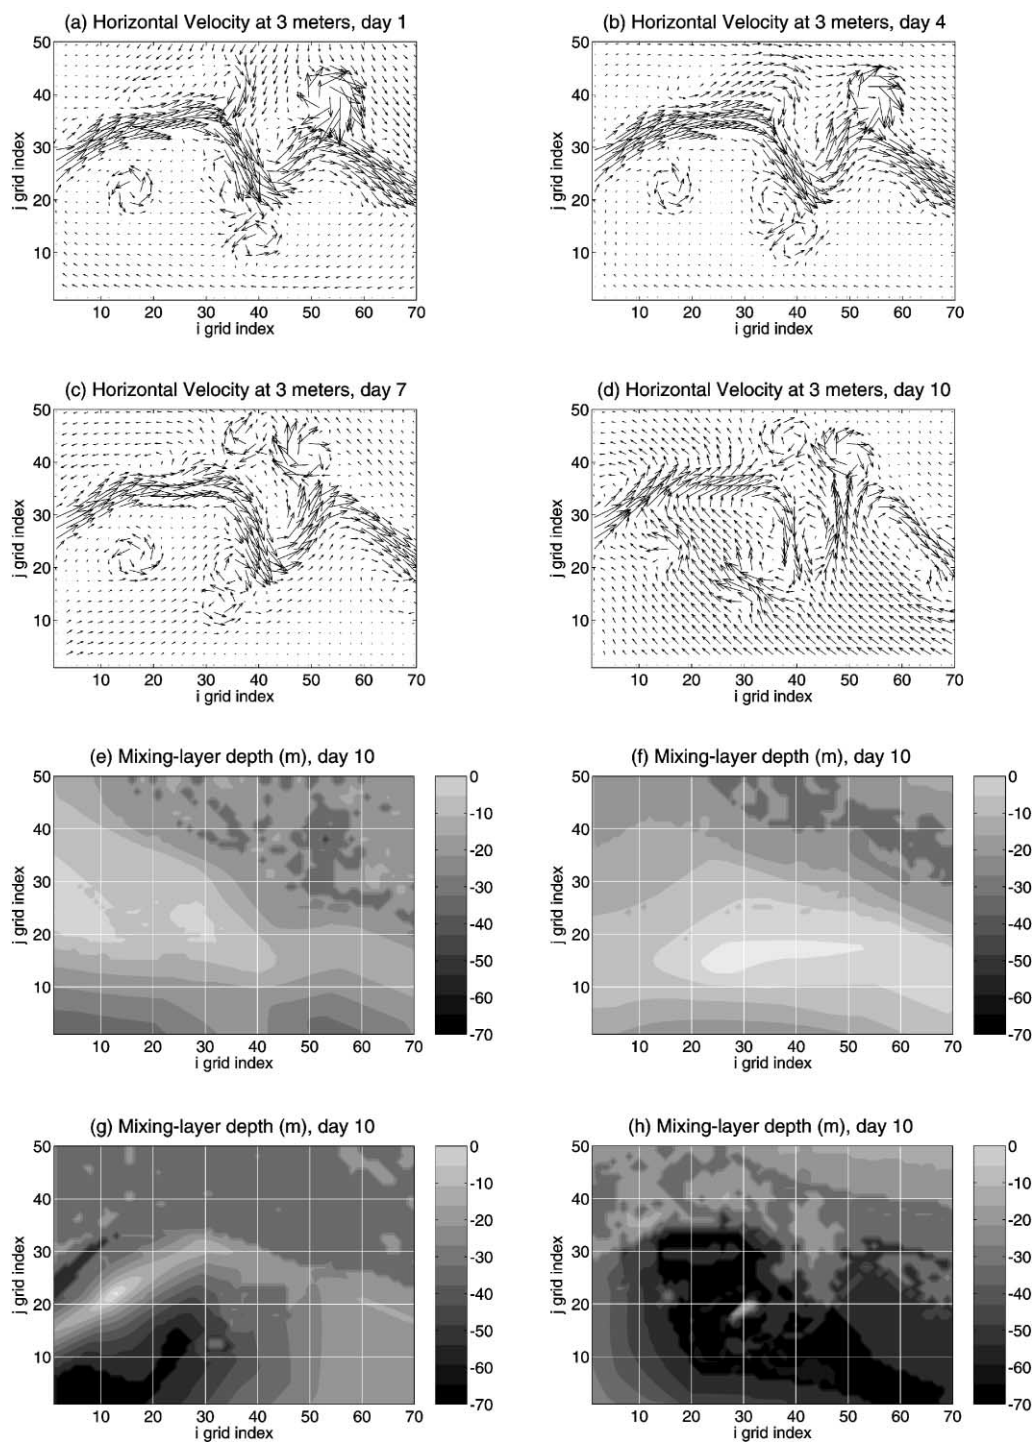 (a) Horizontal Velocity at 3 meters, day 1
50
40
30
20
10
j grid index
10 20 30 40 50 60 70
i grid index
(b) Horizontal Velocity at 3 meters, day 4
50
40
30
20
10
j grid index
10 20 30 40 50 60 70
i grid index
(c) Horizontal Velocity at 3 meters, day 7
50
40
30
20
10
j grid index
10 20 30 40 50 60 70
i grid index
(d) Horizontal Velocity at 3 meters, day 10
50
40
30
20
10
j grid index
10 20 30 40 50 60 70
i grid index
(e) Mixing-layer depth (m), day 10
50
40
30
20
10
j grid index
10 20 30 40 50 60 70
i grid index
0
-10
-20
-30
-40
-50
-60
-70
(f) Mixing-layer depth (m), day 10
50
40
30
20
10
j grid index
10 20 30 40 50 60 70
i grid index
0
-10
-20
-30
-40
-50
-60
-70
(g) Mixing-layer depth (m), day 10
50
40
30
20
10
j grid index
10 20 30 40 50 60 70
i grid index
0
-10
-20
-30
-40
-50
-60
-70
(h) Mixing-layer depth (m), day 10
50
40
30
20
10
j grid index
10 20 30 40 50 60 70
i grid index
0
-10
-20
-30
-40
-50
-60
-70